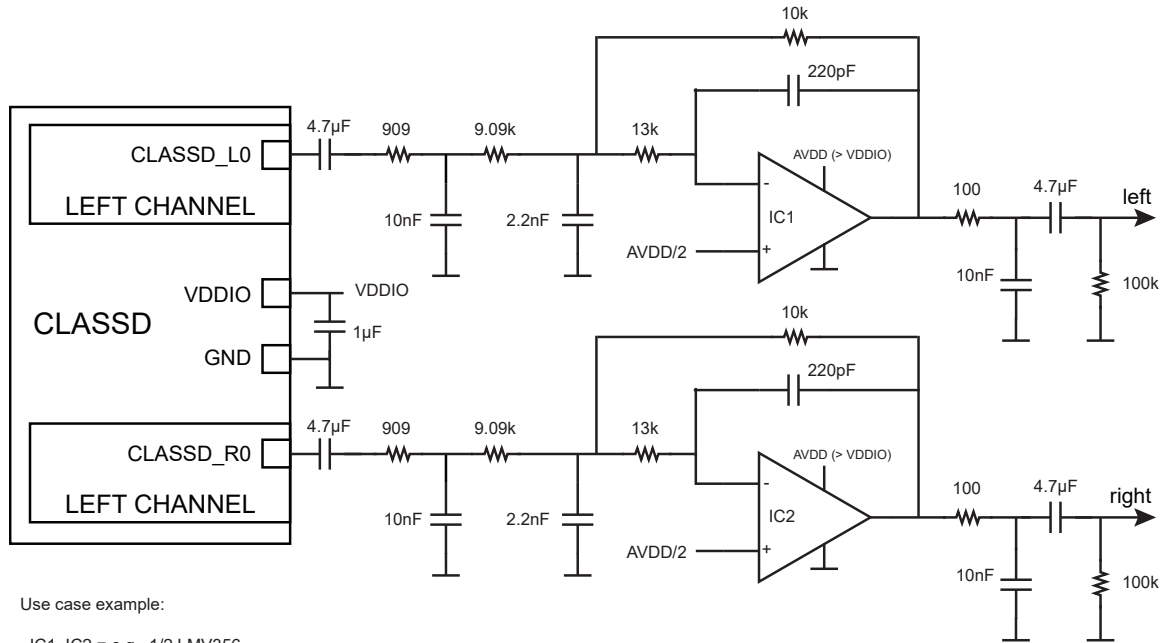 10k
220pF
4.7µF 909 9.09k 13k
CLASSD_L0
AVDD (> VDDIO)
LEFT CHANNEL
10nF 2.2nF
-
IC1
+
AVDD/2
100 4.7µF left
10nF 100k
VDDIO VDDIO
CLASSD
1µF
GND
10k
220pF
4.7µF 909 9.09k 13k
CLASSD_R0
AVDD (> VDDIO)
LEFT CHANNEL
10nF 2.2nF
-
IC2
+
AVDD/2
100 4.7µF right
10nF 100k
Use case example: